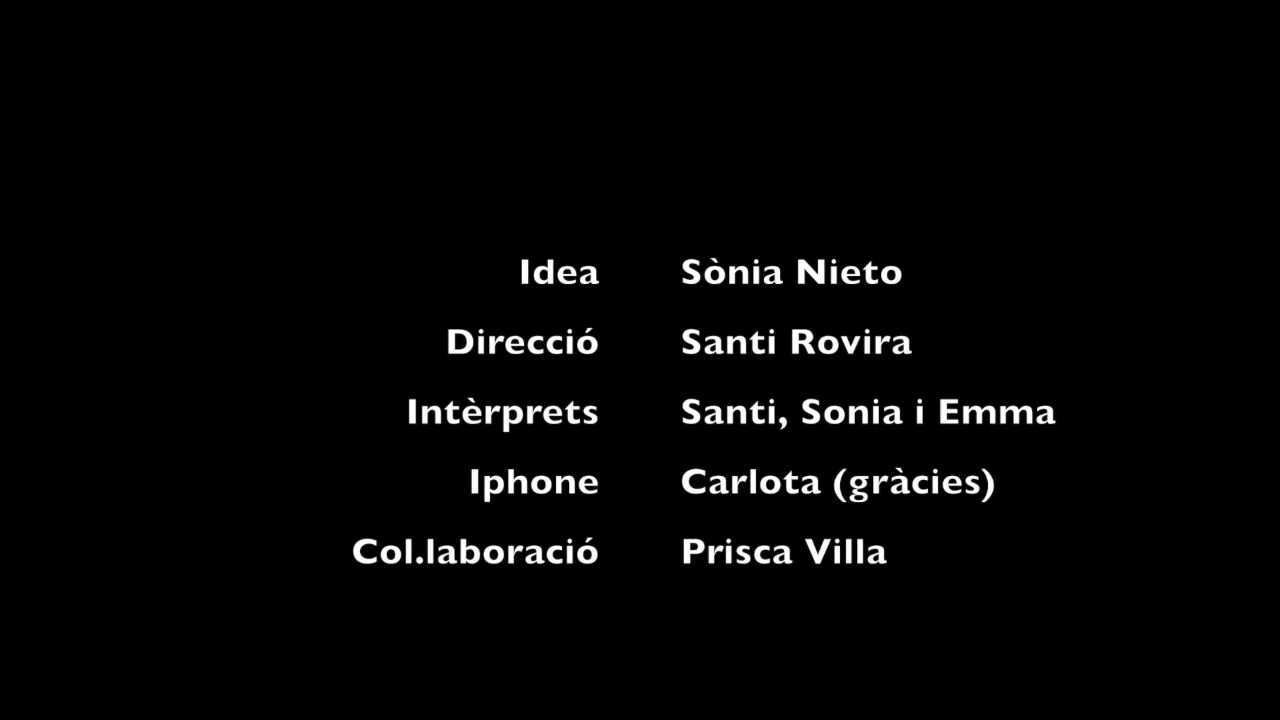 Idea Sònia Nieto
Direcció Santi Rovira
Intèrprets Santi, Sonia i Emma
Iphone Carlota (gràcies)
Col.laboració Prisca Villa